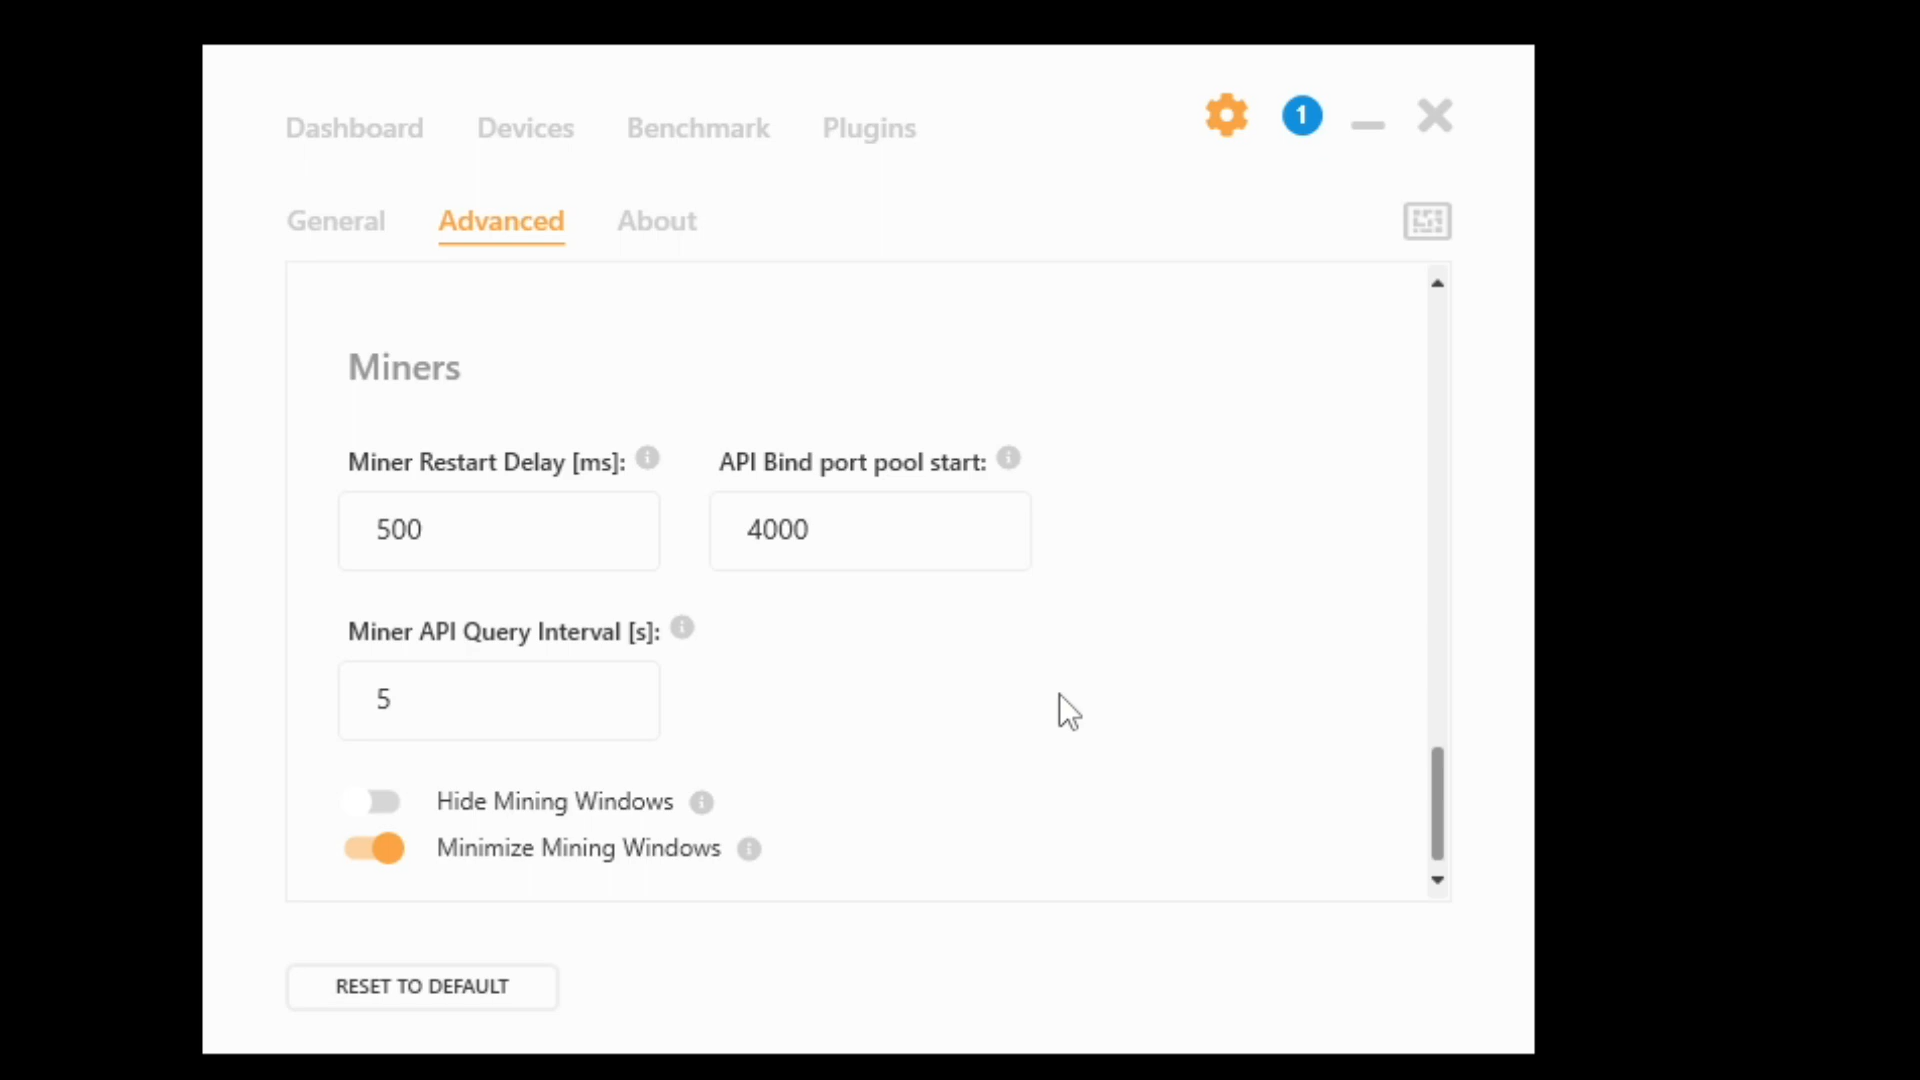 Dashboard Devices Benchmark Plugins 1
General Advanced About
Miners
Miner Restart Delay [ms]: API Bind port pool start:
500 4000
Miner API Query Interval [s]:
5
Hide Mining Windows
Minimize Mining Windows
RESET TO DEFAULT